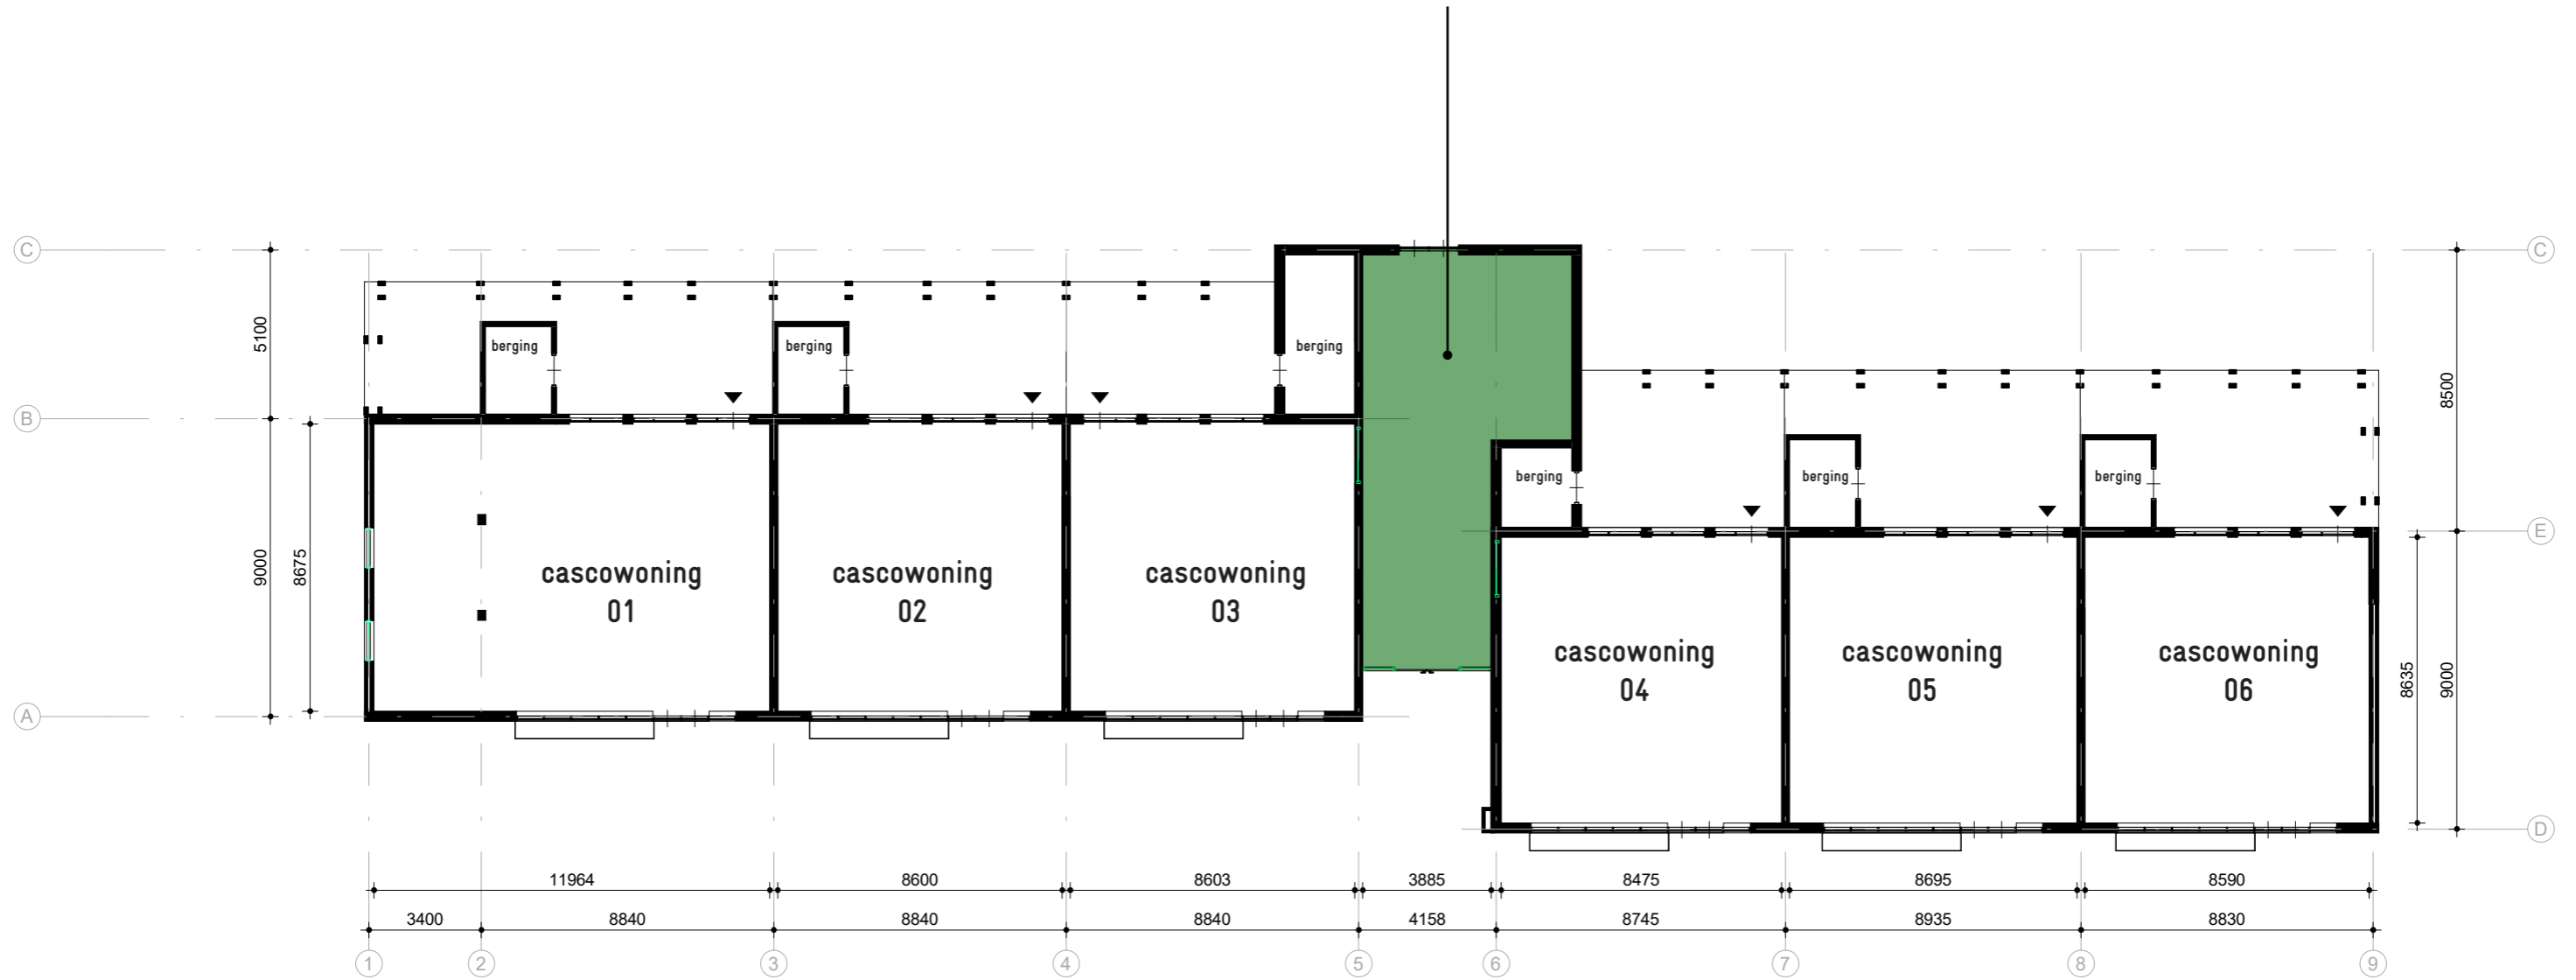 C
C
5100
berging
berging
berging
8500
B
berging
berging
berging
E
9000
8675
cascowoning
01
cascowoning
02
cascowoning
03
cascowoning
04
cascowoning
05
cascowoning
06
8635
9000
A
D
11964
8600
8603
3885
8475
8695
8590
3400
8840
8840
8840
4158
8745
8935
8830
1
2
3
4
5
6
7
8
9